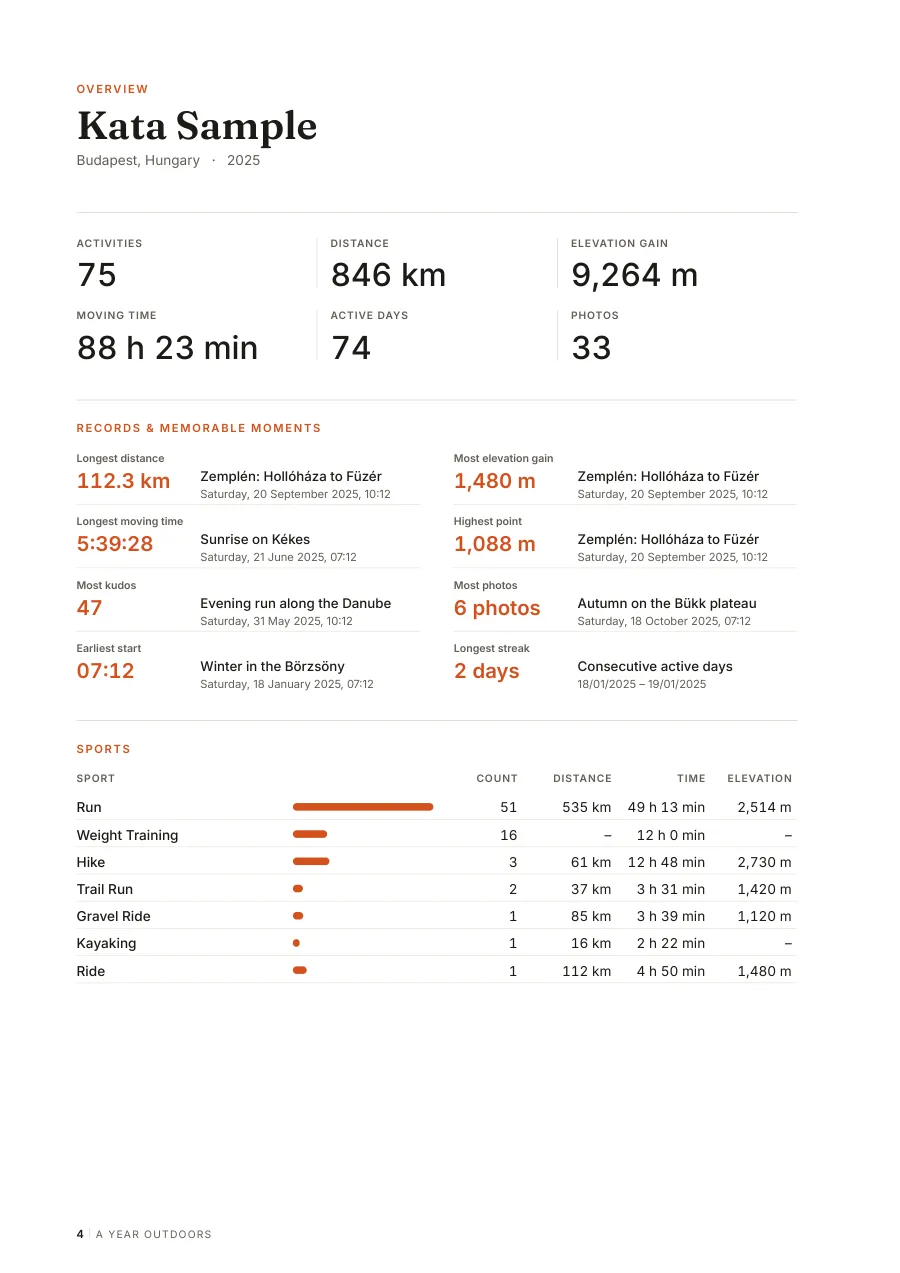 OVERVIEW
Kata Sample
Budapest, Hungary · 2025
ACTIVITIES DISTANCE ELEVATION GAIN
75 846 km 9,264 m
MOVING TIME ACTIVE DAYS PHOTOS
88 h 23 min 74 33
RECORDS & MEMORABLE MOMENTS
Longest distance
112.3 km Zemplén: Hollóháza to Füzér
Saturday, 20 September 2025, 10:12
Most elevation gain
1,480 m Zemplén: Hollóháza to Füzér
Saturday, 20 September 2025, 10:12
Longest moving time
5:39:28 Sunrise on Kékes
Saturday, 21 June 2025, 07:12
Highest point
1,088 m Zemplén: Hollóháza to Füzér
Saturday, 20 September 2025, 10:12
Most kudos
47 Evening run along the Danube
Saturday, 31 May 2025, 10:12
Most photos
6 photos Autumn on the Bükk plateau
Saturday, 18 October 2025, 07:12
Earliest start
07:12 Winter in the Börzsöny
Saturday, 18 January 2025, 07:12
Longest streak
2 days Consecutive active days
18/01/2025 – 19/01/2025
SPORTS
SPORT COUNT DISTANCE TIME ELEVATION
Run 51 535 km 49 h 13 min 2,514 m
Weight Training 16 – 12 h 0 min –
Hike 3 61 km 12 h 48 min 2,730 m
Trail Run 2 37 km 3 h 31 min 1,420 m
Gravel Ride 1 85 km 3 h 39 min 1,120 m
Kayaking 1 16 km 2 h 22 min –
Ride 1 112 km 4 h 50 min 1,480 m
4 A YEAR OUTDOORS